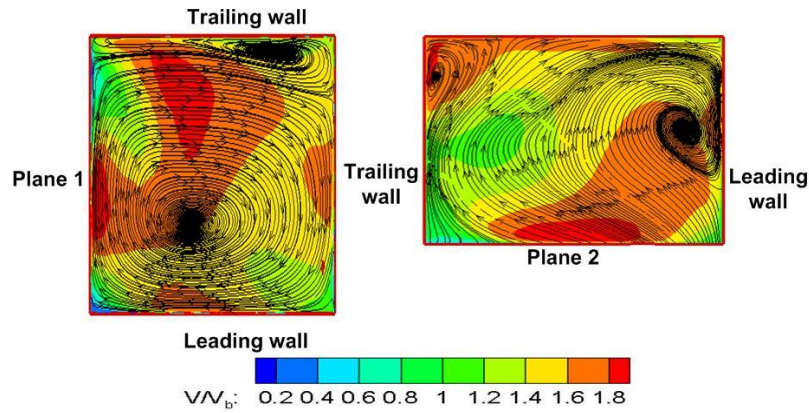 Trailing wall
Plane 1
Trailing
wall
Leading
wall
Plane 2
Leading wall
V/Vb: 0.2 0.4 0.6 0.8 1 1.2 1.4 1.6 1.8